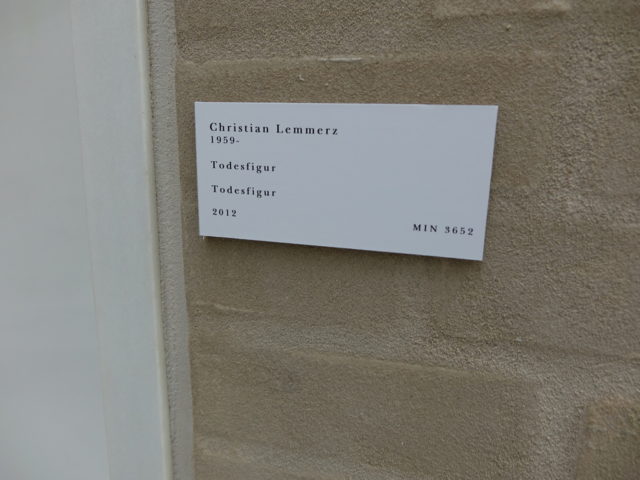 Christian Lemmerz
1959-
Todesfigur
Todesfigur
2012
MIN 3652